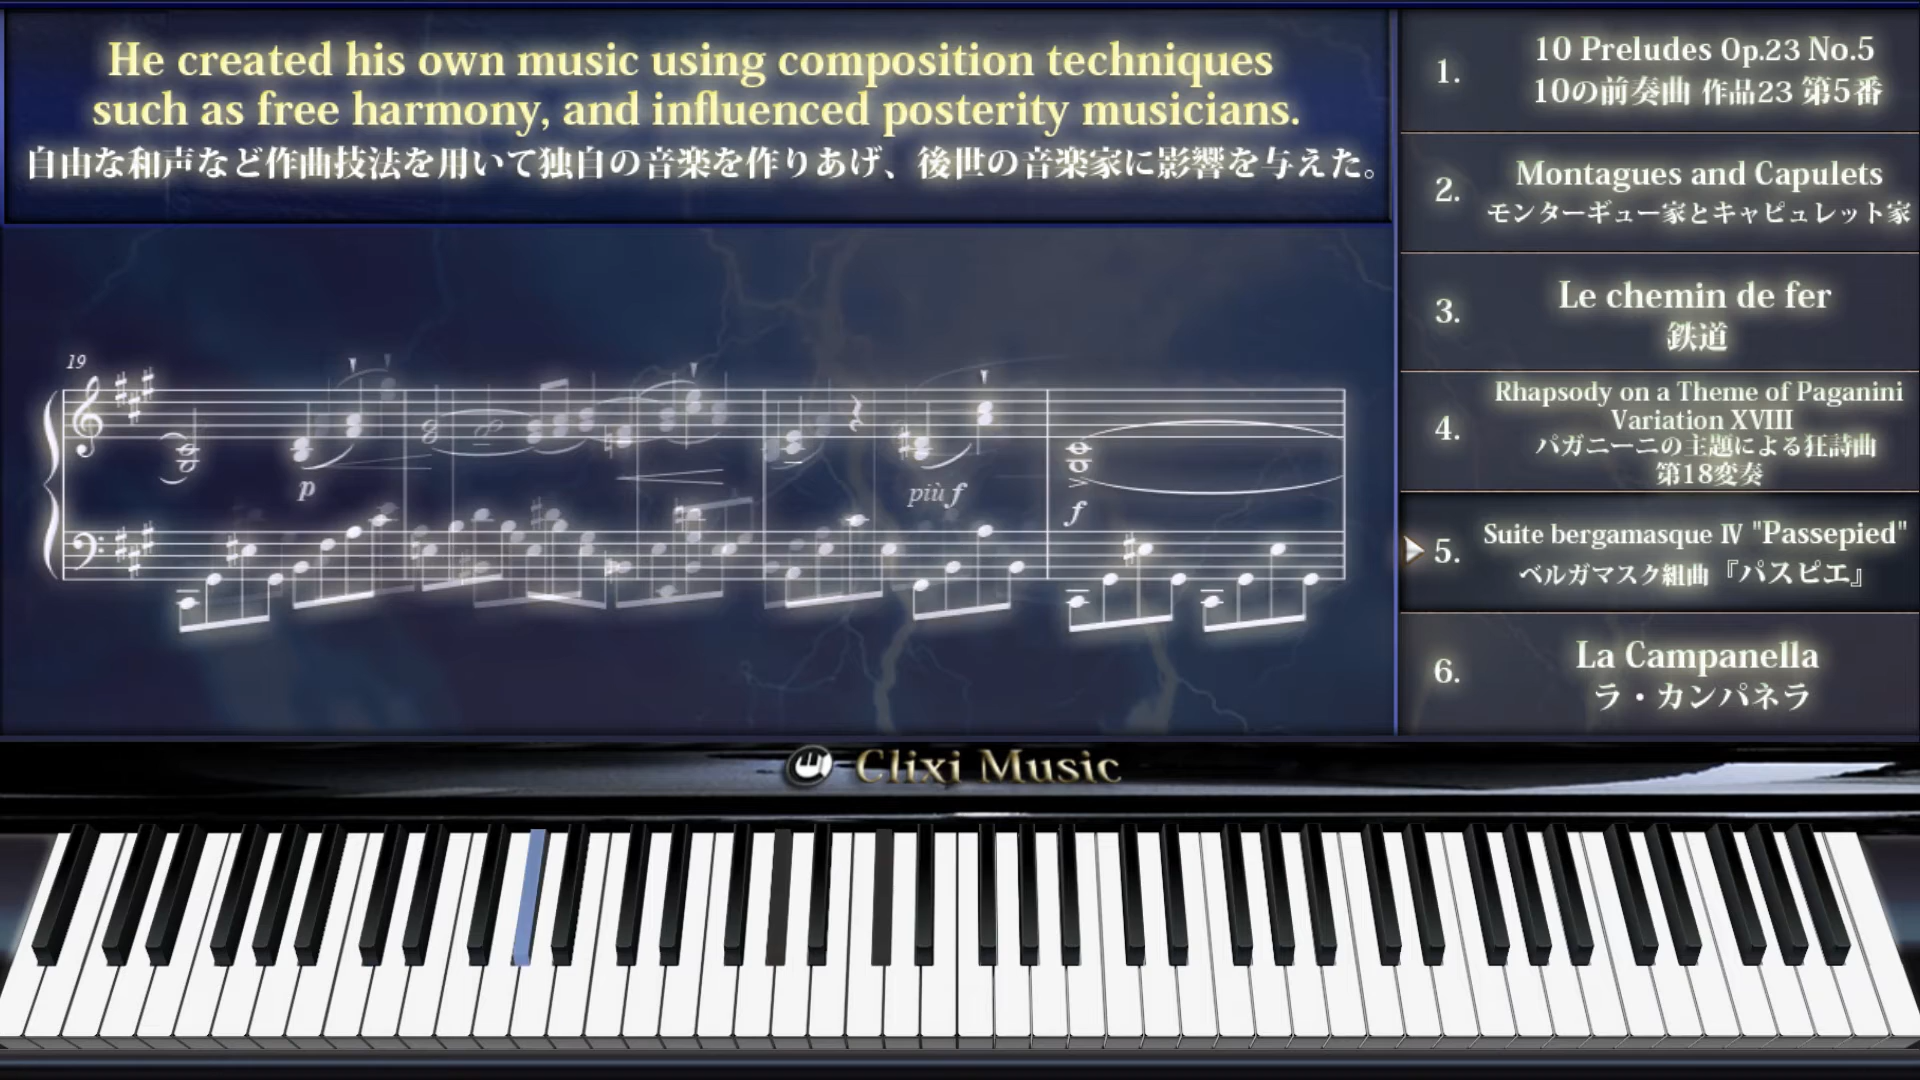 He created his own music using composition techniques
such as free harmony, and influenced posterity musicians.
自由な和声など作曲技法を用いて独自の音楽を作りあげ、後世の音楽家に影響を与えた。
19
p
più f
f
1.
10 Preludes Op.23 No.5
10の前奏曲 作品23 第5番
2.
Montagues and Capulets
モンターギュー家とキャピュレット家
3.
Le chemin de fer
鉄道
4.
Rhapsody on a Theme of Paganini
Variation XVIII
パガニーニの主題による狂詩曲
第18変奏
5.
Suite bergamasque Ⅳ "Passepied"
ベルガマスク組曲『パスピエ』
6.
La Campanella
ラ・カンパネラ
Clixi Music